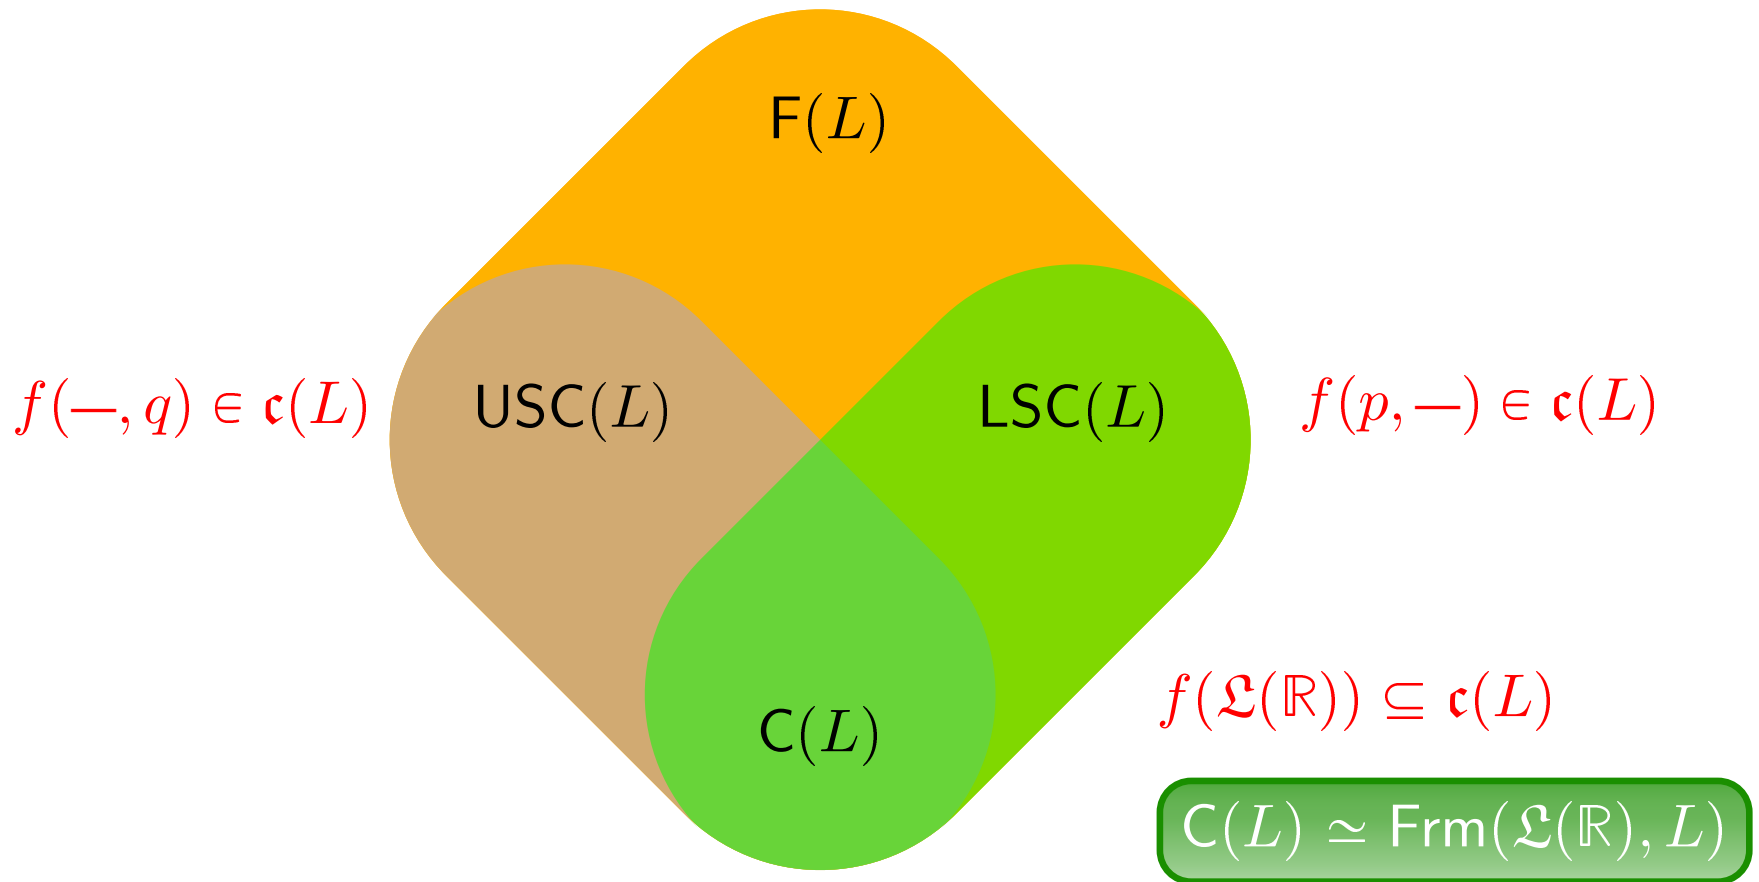 F(L)
f(—, q) ∈ 𝔠(L)
USC(L)
LSC(L)
f(p, —) ∈ 𝔠(L)
f(𝔏(ℝ)) ⊆ 𝔠(L)
C(L)
C(L) ≃ Frm(𝔏(ℝ), L)